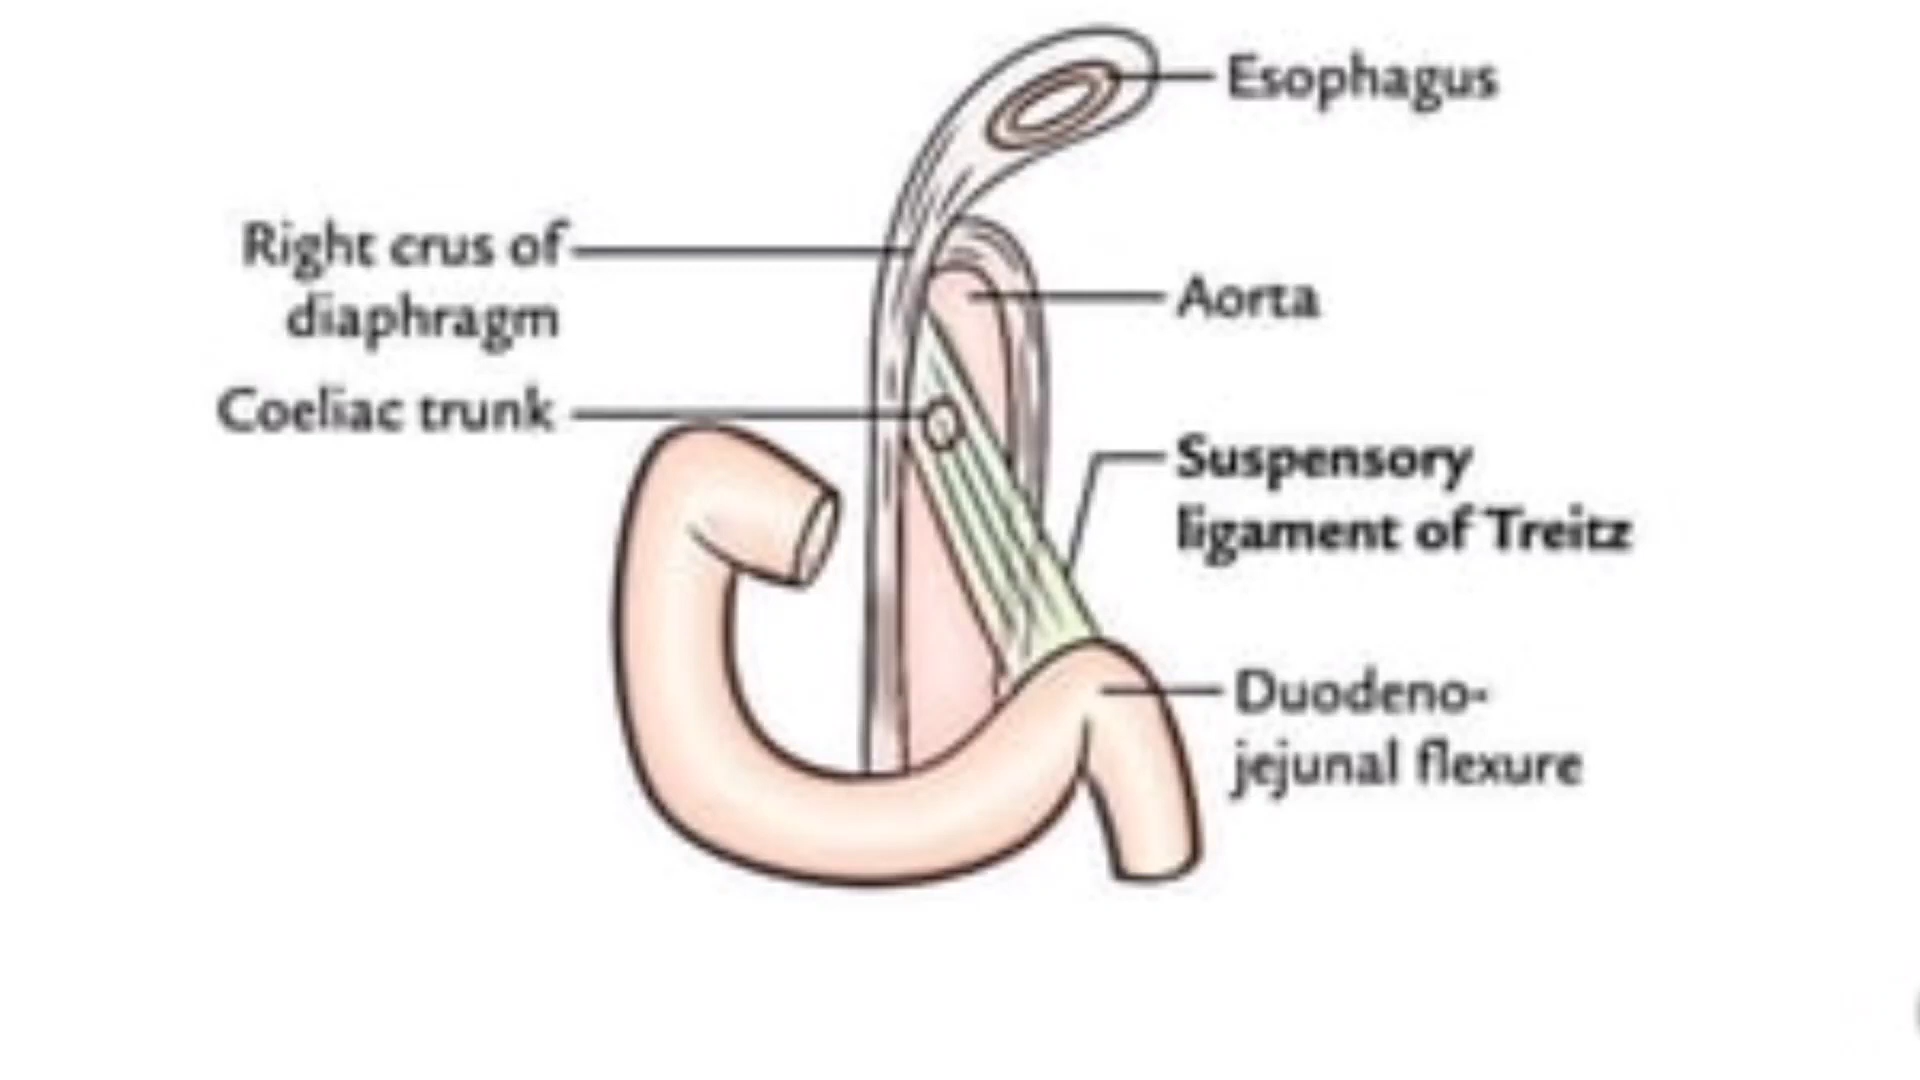 Esophagus
Right crus of
diaphragm
Aorta
Coeliac trunk
Suspensory
ligament of Treitz
Duodeno-
jejunal flexure